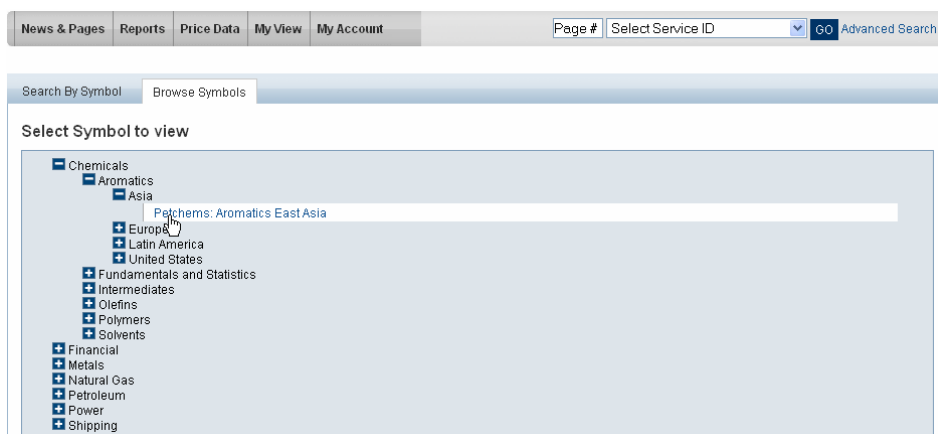 News & Pages Reports Price Data My View My Account Page # Select Service ID GO Advanced Search
Search By Symbol Browse Symbols
Select Symbol to view
Chemicals
Aromatics
Asia
Petchems: Aromatics East Asia
Europe
Latin America
United States
Fundamentals and Statistics
Intermediates
Olefins
Polymers
Solvents
Financial
Metals
Natural Gas
Petroleum
Power
Shipping